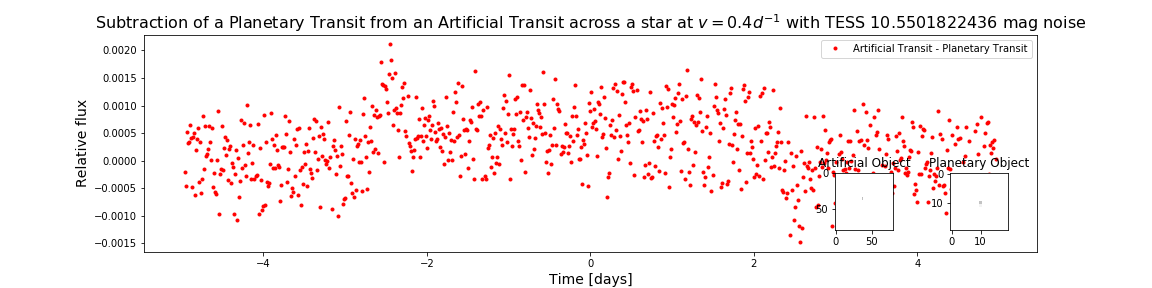 Subtraction of a Planetary Transit from an Artificial Transit across a star at v = 0.4d⁻¹ with TESS 10.5501822436 mag noise
Artificial Transit - Planetary Transit
Relative flux
0.0020
0.0015
0.0010
0.0005
0.0000
−0.0005
−0.0010
−0.0015
Artificial Object
0
50
0 50
Planetary Object
0
10
0 10
−4 −2 0 2 4
Time [days]